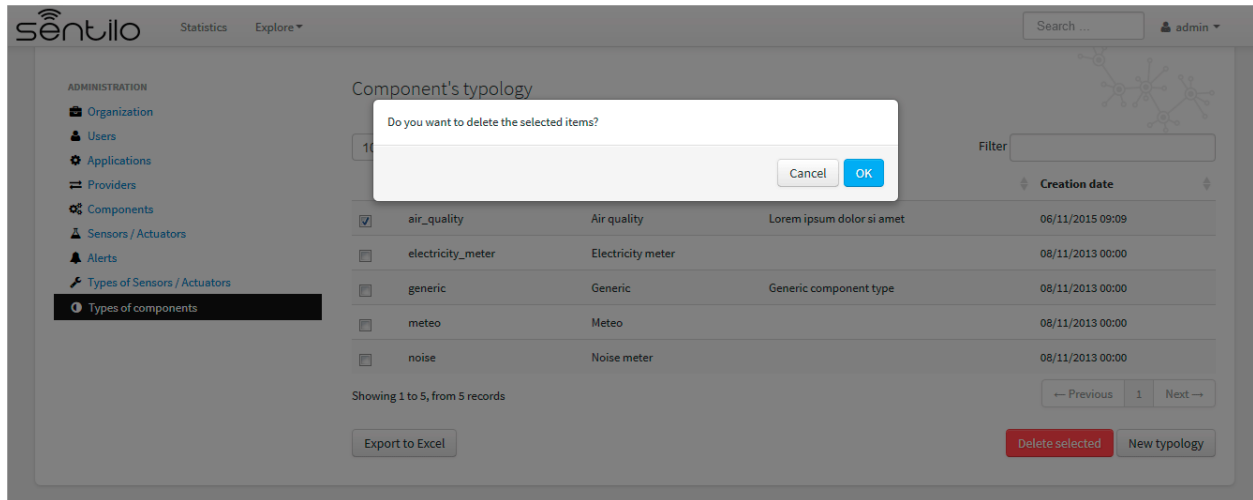 sentilo Statistics Explore Search ... admin
ADMINISTRATION
Organization
Users
Applications
Providers
Components
Sensors / Actuators
Alerts
Types of Sensors / Actuators
Types of components
Component's typology
Do you want to delete the selected items?
Cancel OK
10
Filter
Creation date
air_quality Air quality Lorem ipsum dolor si amet 06/11/2015 09:09
electricity_meter Electricity meter 08/11/2013 00:00
generic Generic Generic component type 08/11/2013 00:00
meteo Meteo 08/11/2013 00:00
noise Noise meter 08/11/2013 00:00
Showing 1 to 5, from 5 records
← Previous 1 Next →
Export to Excel Delete selected New typology